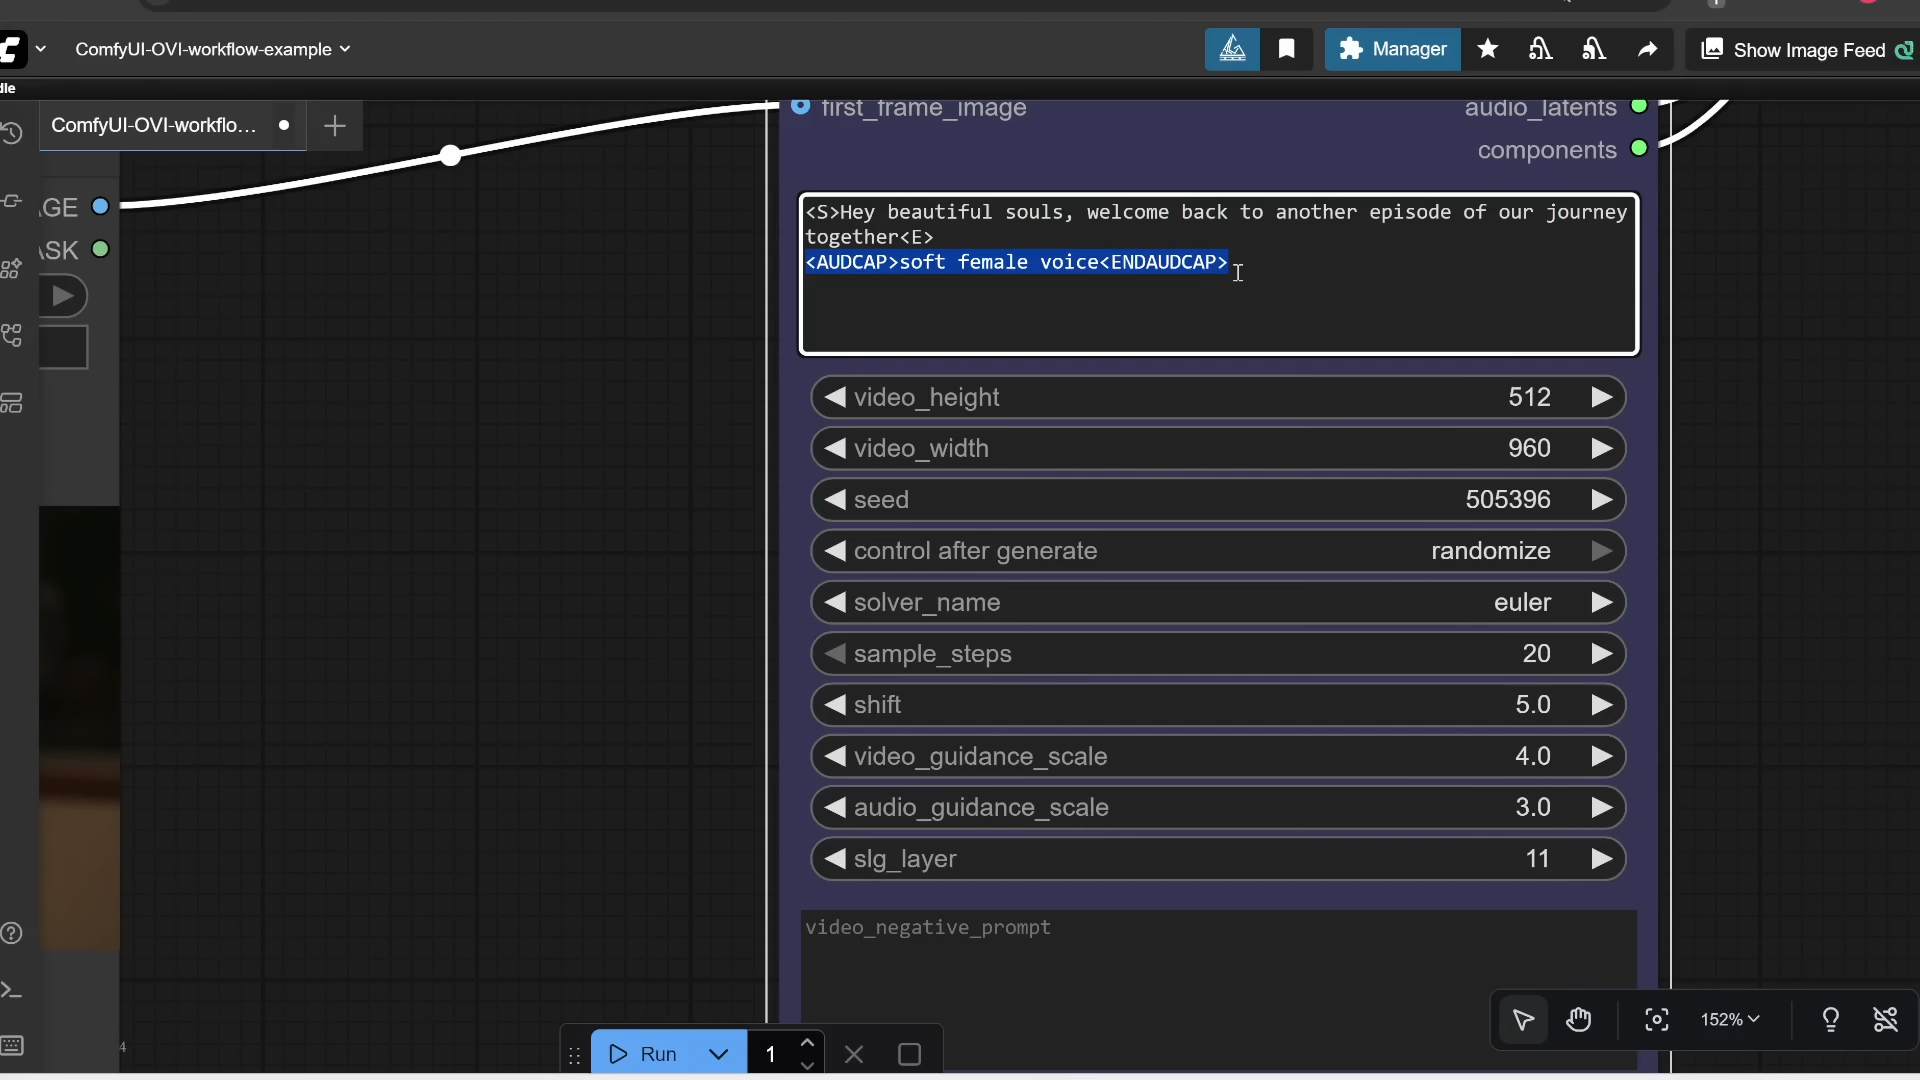 ComfyUI-OVI-workflow-example
Manager
Show Image Feed
dle
ComfyUI-OVI-workflo...
first_frame_image
audio_latents
components
GE
SK
<S>Hey beautiful souls, welcome back to another episode of our journey
together<E>
<AUDCAP>soft female voice<ENDAUDCAP>
video_height 512
video_width 960
seed 505396
control after generate randomize
solver_name euler
sample_steps 20
shift 5.0
video_guidance_scale 4.0
audio_guidance_scale 3.0
slg_layer 11
video_negative_prompt
4
Run
1
152%